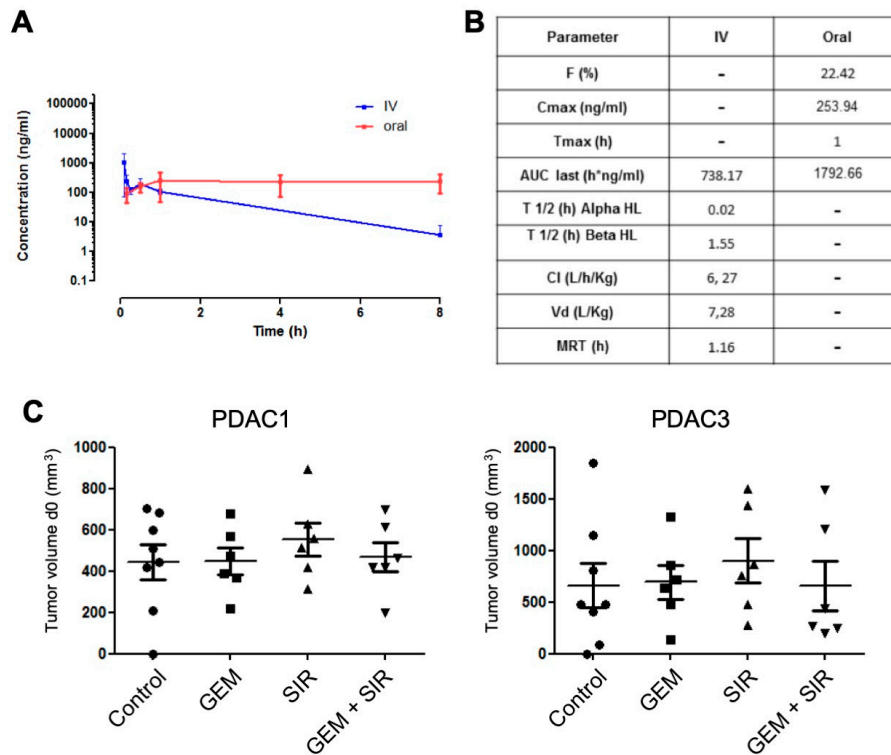 A
Concentration (ng/ml)
100000
10000
1000
100
10
1
0.1
IV
oral
0 2 4 6 8
Time (h)
B
Parameter IV Oral
F (%) - 22.42
Cmax (ng/ml) - 253.94
Tmax (h) - 1
AUC last (h*ng/ml) 738.17 1792.66
T 1/2 (h) Alpha HL 0.02 -
T 1/2 (h) Beta HL 1.55 -
Cl (L/h/Kg) 6, 27 -
Vd (L/Kg) 7,28 -
MRT (h) 1.16 -
C
PDAC1
Tumor volume d0 (mm³)
1000
800
600
400
200
0
Control GEM SIR GEM + SIR
PDAC3
Tumor volume d0 (mm³)
2000
1500
1000
500
0
Control GEM SIR GEM + SIR